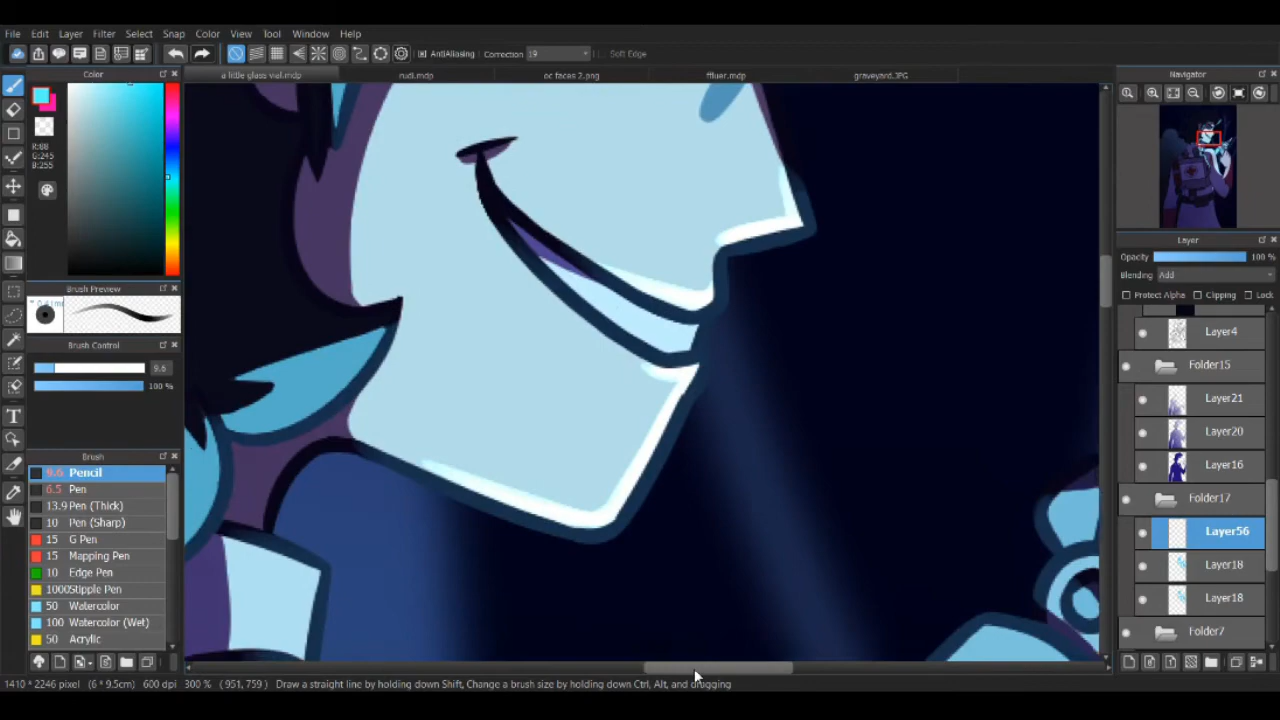 File Edit Layer Filter Select Snap Color View Tool Window Help
AntiAliasing Correction 19 Soft Edge
Color
a little glass vial.mdp rudi.mdp oc faces 2.png ffluer.mdp graveyard.JPG
Navigator
R:88
G:245
B:255
Brush Preview
Brush Control
9.6
100 %
Brush
9.6 Pencil
6.5 Pen
13.9 Pen (Thick)
10 Pen (Sharp)
15 G Pen
15 Mapping Pen
10 Edge Pen
1000 Stipple Pen
50 Watercolor
100 Watercolor (Wet)
50 Acrylic
Layer
Opacity 100 %
Blending Add
Protect Alpha Clipping Lock
Layer4
Folder15
Layer21
Layer20
Layer16
Folder17
Layer56
Layer18
Layer18
Folder7
1410 * 2246 pixel (6 * 9.5cm) 600 dpi 300 % ( 951, 759 ) Draw a straight line by holding down Shift, Change a brush size by holding down Ctrl, Alt, and dragging